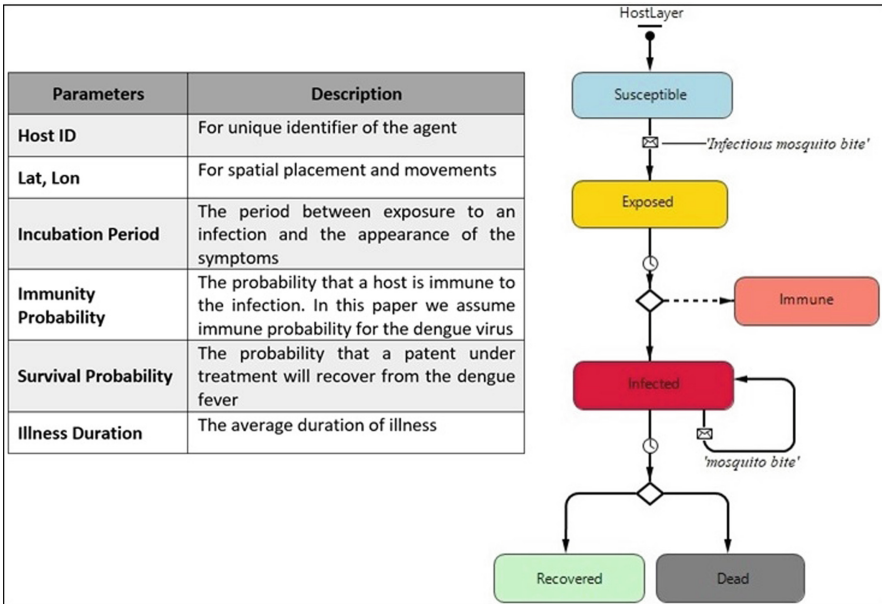 Parameters Description
Host ID For unique identifier of the agent
Lat, Lon For spatial placement and movements
Incubation Period The period between exposure to an
infection and the appearance of the
symptoms
Immunity
Probability
The probability that a host is immune to
the infection. In this paper we assume
immune probability for the dengue virus
Survival Probability The probability that a patent under
treatment will recover from the dengue
fever
Illness Duration The average duration of illness
HostLayer
Susceptible
'Infectious mosquito bite'
Exposed
Immune
Infected
'mosquito bite'
Recovered Dead